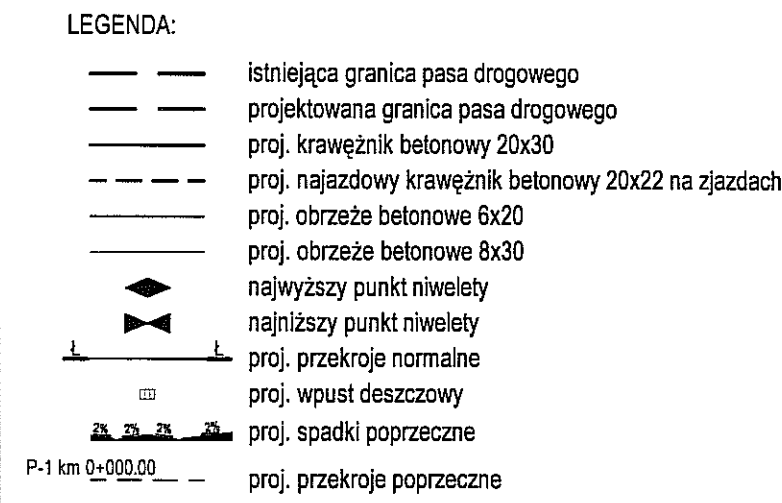 LEGENDA:
istniejąca granica pasa drogowego
projektowana granica pasa drogowego
proj. krawężnik betonowy 20x30
proj. najazdowy krawężnik betonowy 20x22 na zjazdach
proj. obrzeże betonowe 6x20
proj. obrzeże betonowe 8x30
najwyższy punkt niwelety
najniższy punkt niwelety
Ł Ł proj. przekroje normalne
proj. wpust deszczowy
2% 2% 2% 2% proj. spadki poprzeczne
P-1 km 0+000.00 proj. przekroje poprzeczne